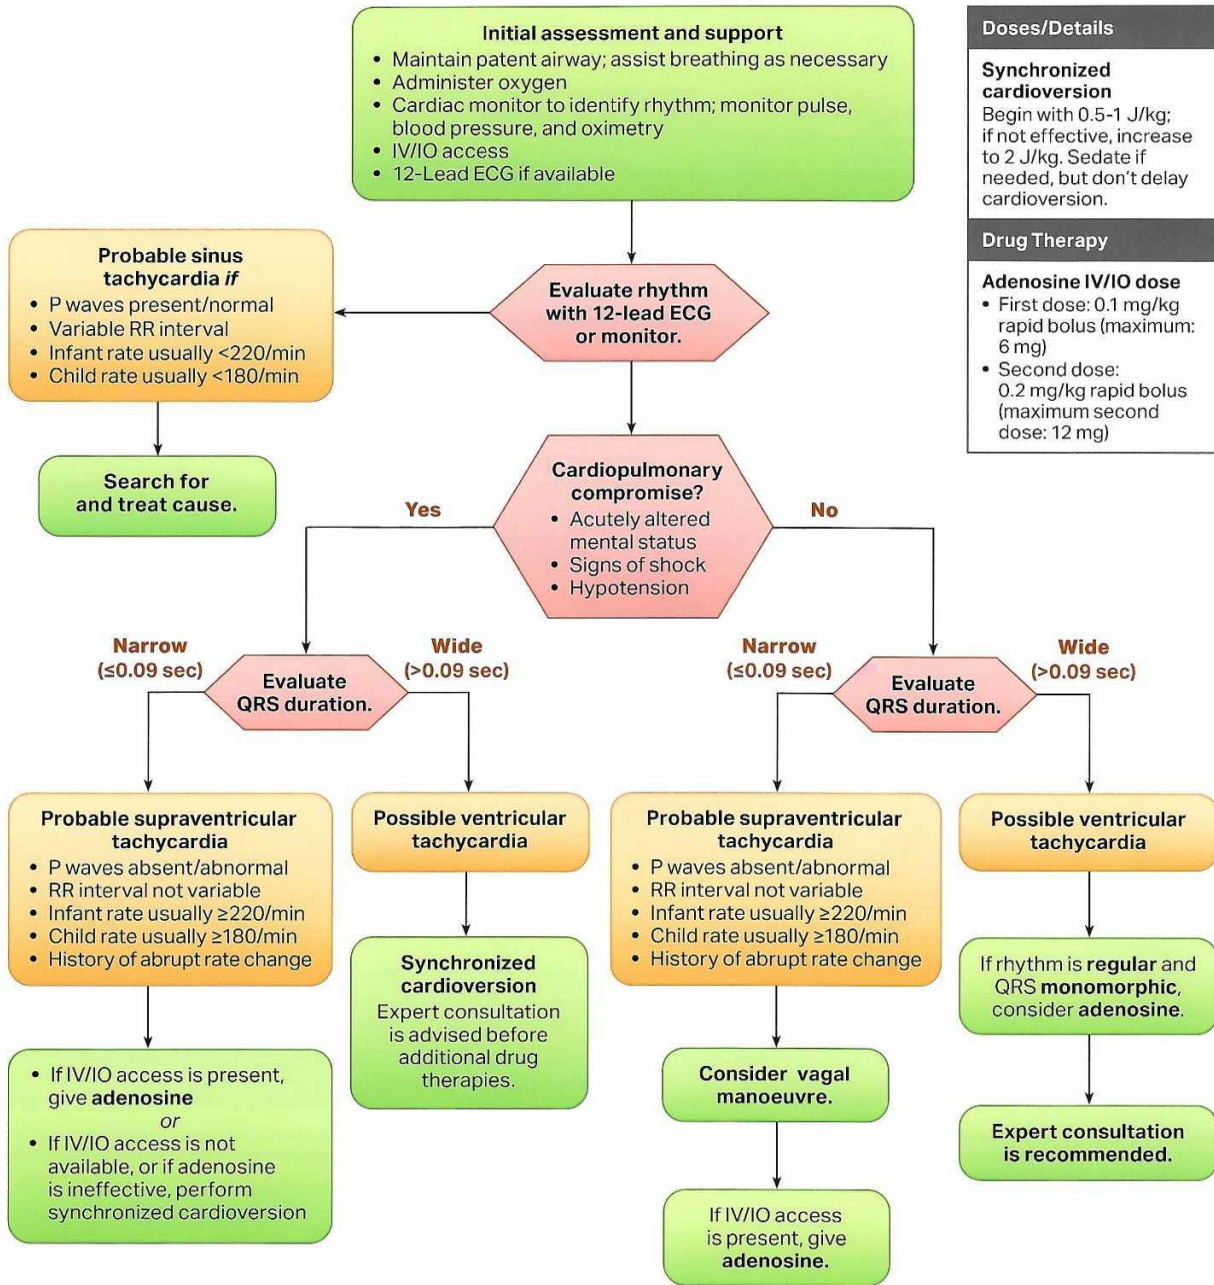 Initial assessment and support
• Maintain patent airway; assist breathing as necessary
• Administer oxygen
• Cardiac monitor to identify rhythm; monitor pulse,
blood pressure, and oximetry
• IV/IO access
• 12-Lead ECG if available
Doses/Details
Synchronized
cardioversion
Begin with 0.5-1 J/kg;
if not effective, increase
to 2 J/kg. Sedate if
needed, but don't delay
cardioversion.
Drug Therapy
Adenosine IV/IO dose
• First dose: 0.1 mg/kg
rapid bolus (maximum:
6 mg)
• Second dose:
0.2 mg/kg rapid bolus
(maximum second
dose: 12 mg)
Probable sinus
tachycardia if
• P waves present/normal
• Variable RR interval
• Infant rate usually <220/min
• Child rate usually <180/min
Evaluate rhythm
with 12-lead ECG
or monitor.
Search for
and treat cause.
Cardiopulmonary
compromise?
• Acutely altered
mental status
• Signs of shock
• Hypotension
Yes
No
Narrow
(≤0.09 sec)
Wide
(>0.09 sec)
Evaluate
QRS duration.
Narrow
(≤0.09 sec)
Wide
(>0.09 sec)
Evaluate
QRS duration.
Probable supraventricular
tachycardia
• P waves absent/abnormal
• RR interval not variable
• Infant rate usually ≥220/min
• Child rate usually ≥180/min
• History of abrupt rate change
Possible ventricular
tachycardia
Probable supraventricular
tachycardia
• P waves absent/abnormal
• RR interval not variable
• Infant rate usually ≥220/min
• Child rate usually ≥180/min
• History of abrupt rate change
Possible ventricular
tachycardia
• If IV/IO access is present,
give adenosine
or
• If IV/IO access is not
available, or if adenosine
is ineffective, perform
synchronized cardioversion
Synchronized
cardioversion
Expert consultation
is advised before
additional drug
therapies.
Consider vagal
manoeuvre.
If IV/IO access
is present, give
adenosine.
If rhythm is regular and
QRS monomorphic,
consider adenosine.
Expert consultation
is recommended.